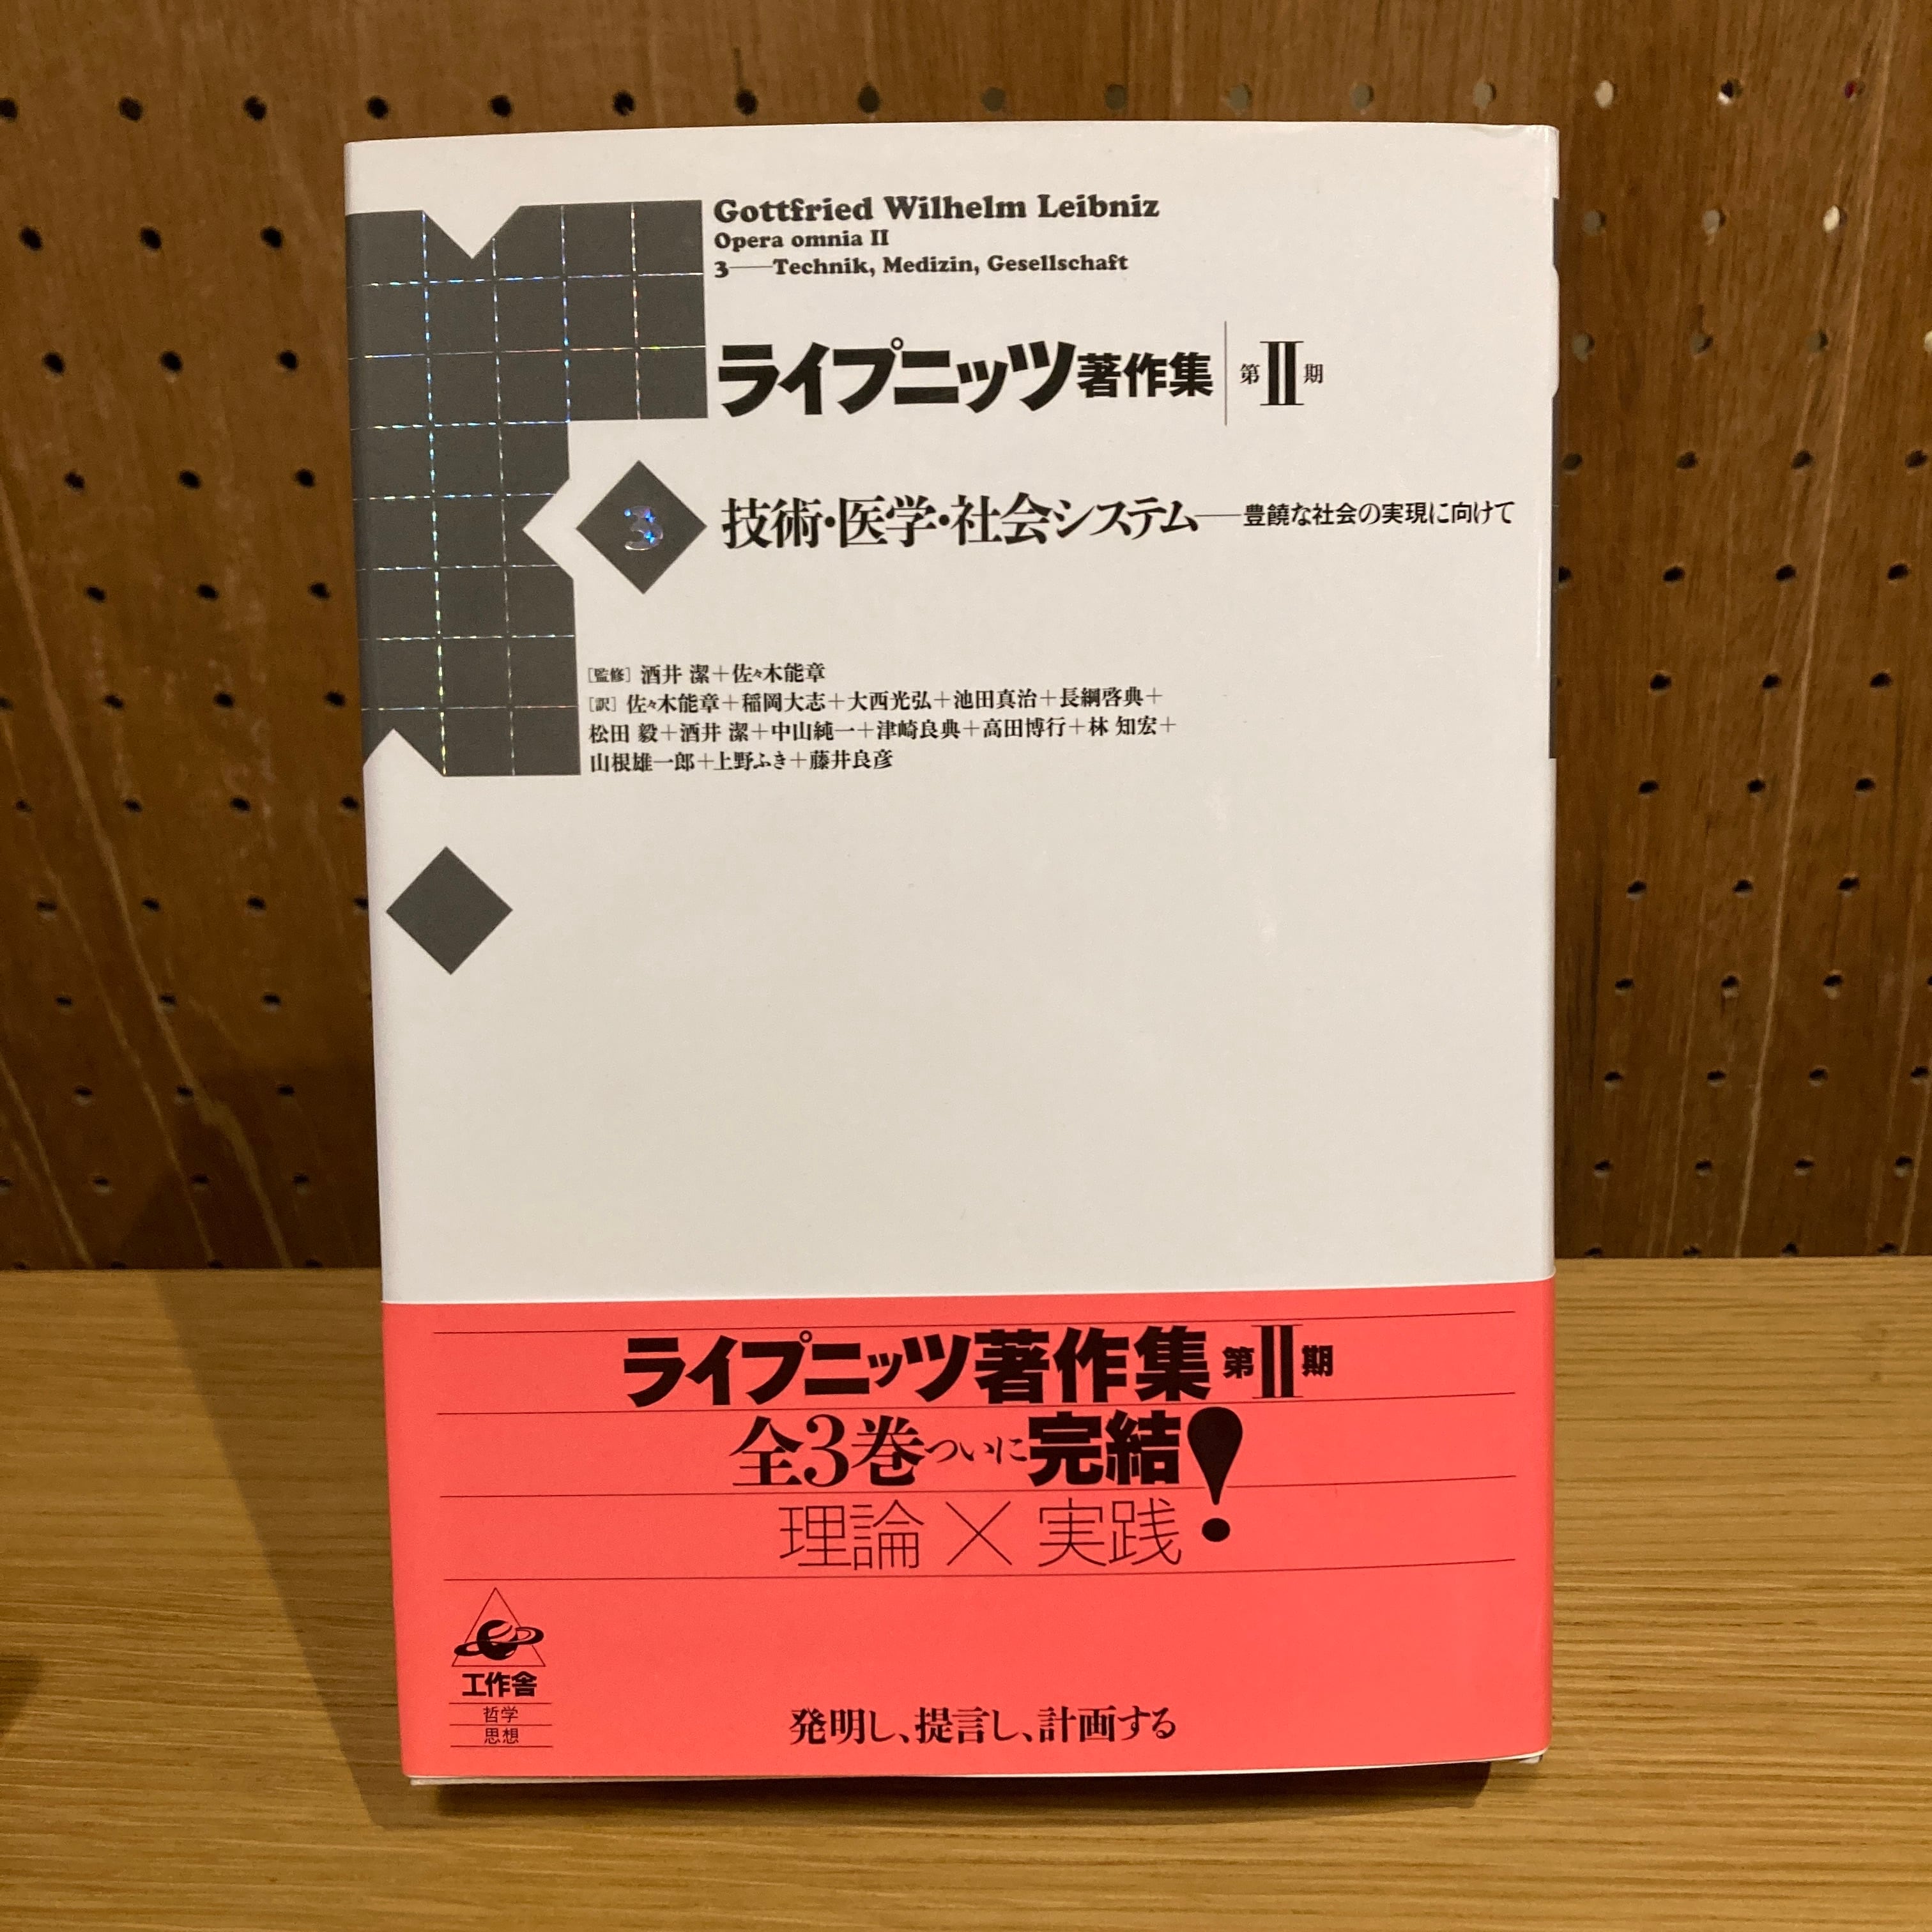 Gottfried Wilhelm Leibniz
Opera omnia II
3——Technik, Medizin, Gesellschaft
ライプニッツ著作集 第II期
3 技術・医学・社会システム——豊饒な社会の実現に向けて
[監修] 酒井 潔+佐々木能章
[訳] 佐々木能章+稲岡大志+大西光弘+池田真治+長綱啓典+
松田 毅+酒井 潔+中山純一+津崎良典+高田博行+林 知宏+
山根雄一郎+上野ふき+藤井良彦
ライプニッツ著作集 第II期
全3巻ついに完結!
理論×実践
工作舎
哲学
思想
発明し、提言し、計画する